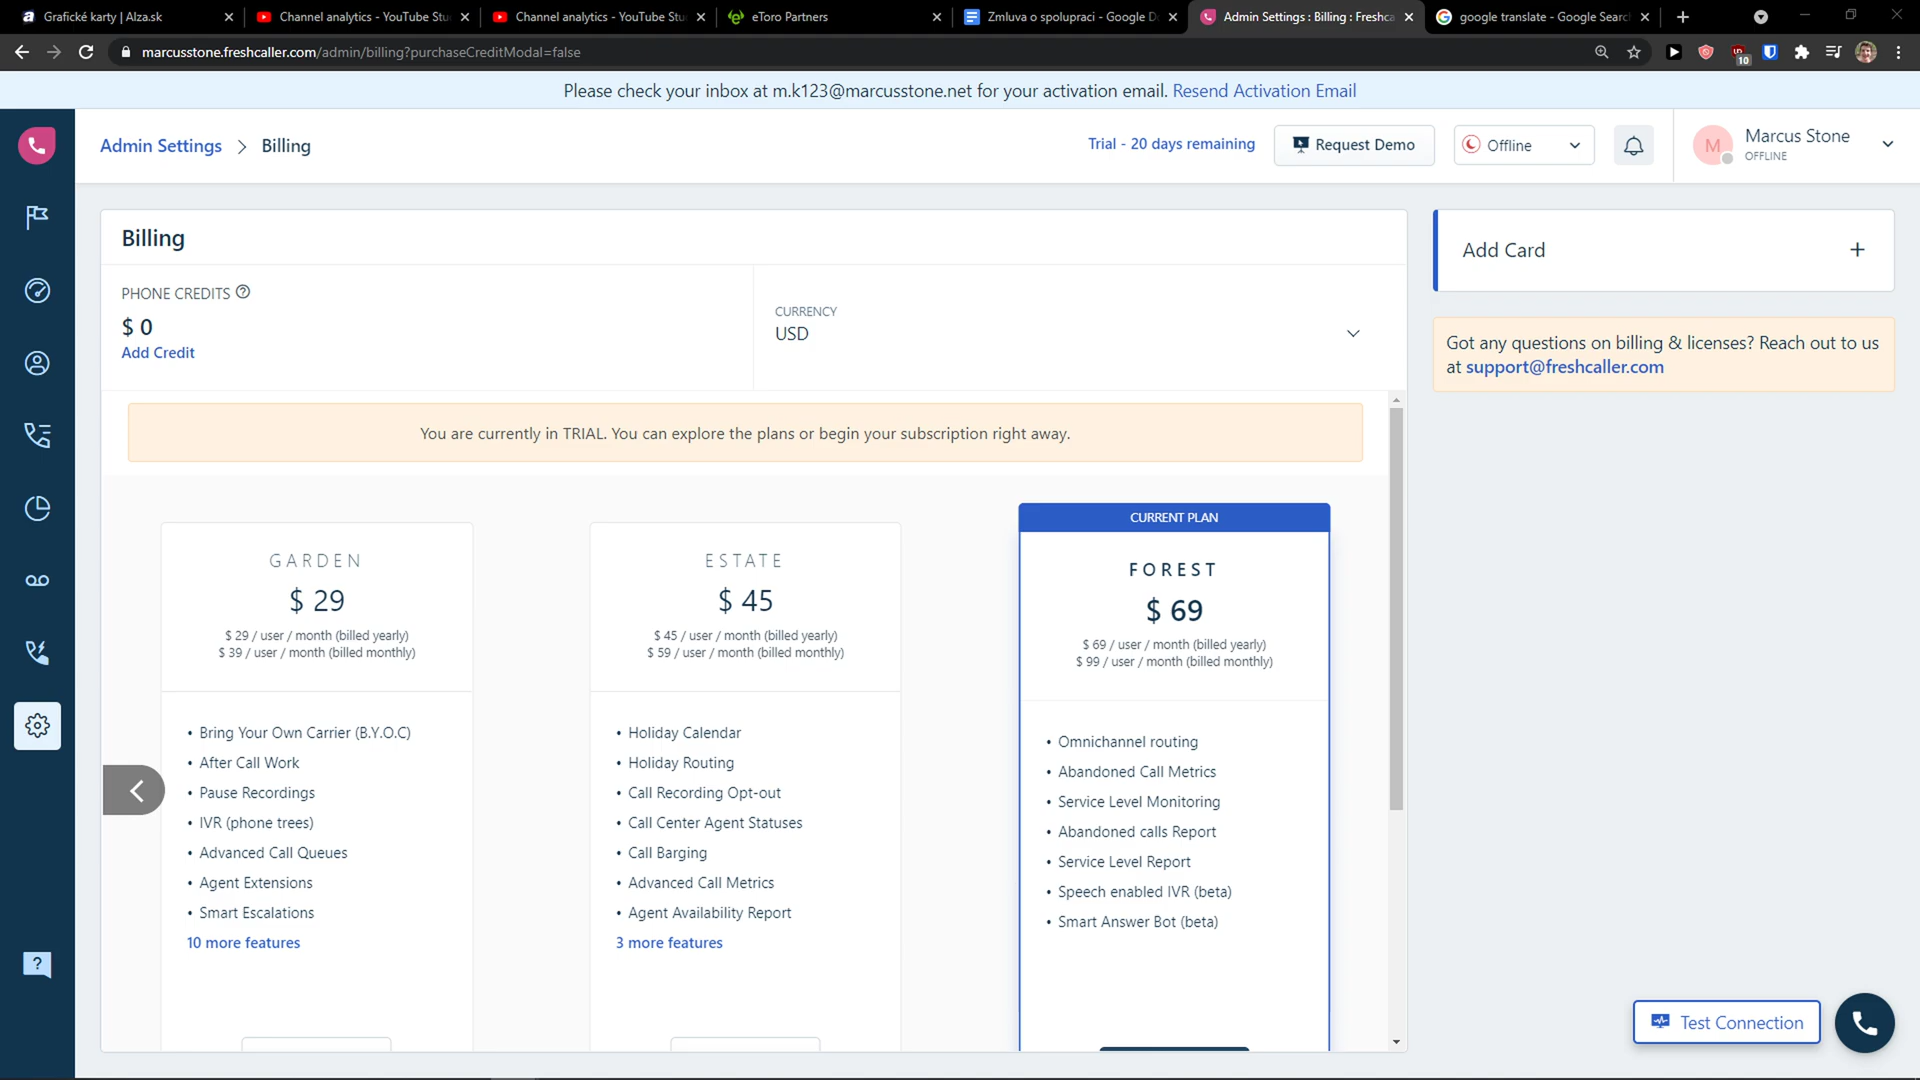 Grafické karty | Alza.sk
Channel analytics - YouTube Stu
Channel analytics - YouTube Stu
eToro Partners
Zmluva o spolupraci - Google D
Admin Settings : Billing : Freshca
google translate - Google Searc
marcusstone.freshcaller.com/admin/billing?purchaseCreditModal=false
10
Please check your inbox at m.k123@marcusstone.net for your activation email. Resend Activation Email
Admin Settings > Billing
Trial - 20 days remaining
Request Demo
Offline
M
Marcus Stone
OFFLINE
Billing
PHONE CREDITS
$ 0
Add Credit
CURRENCY
USD
Add Card
Got any questions on billing & licenses? Reach out to us
at support@freshcaller.com
You are currently in TRIAL. You can explore the plans or begin your subscription right away.
GARDEN
$ 29
$ 29 / user / month (billed yearly)
$ 39 / user / month (billed monthly)
• Bring Your Own Carrier (B.Y.O.C)
• After Call Work
• Pause Recordings
• IVR (phone trees)
• Advanced Call Queues
• Agent Extensions
• Smart Escalations
10 more features
ESTATE
$ 45
$ 45 / user / month (billed yearly)
$ 59 / user / month (billed monthly)
• Holiday Calendar
• Holiday Routing
• Call Recording Opt-out
• Call Center Agent Statuses
• Call Barging
• Advanced Call Metrics
• Agent Availability Report
3 more features
CURRENT PLAN
FOREST
$ 69
$ 69 / user / month (billed yearly)
$ 99 / user / month (billed monthly)
• Omnichannel routing
• Abandoned Call Metrics
• Service Level Monitoring
• Abandoned calls Report
• Service Level Report
• Speech enabled IVR (beta)
• Smart Answer Bot (beta)
Test Connection